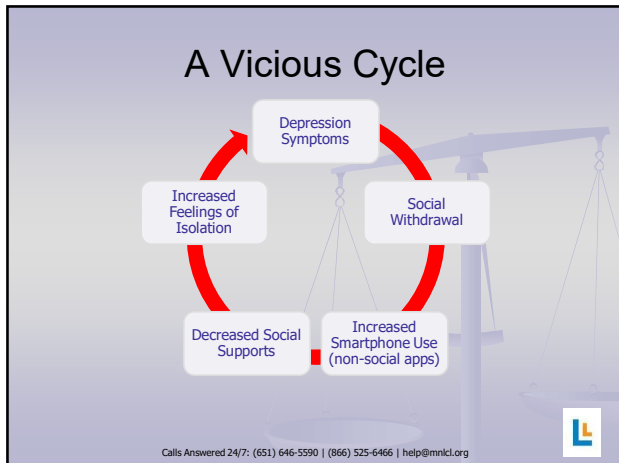 A Vicious Cycle
Depression
Symptoms
Social
Withdrawal
Increased
Smartphone Use
(non-social apps)
Decreased Social
Supports
Increased
Feelings of
Isolation
Calls Answered 24/7: (651) 646-5590 | (866) 525-6466 | help@mnlcl.org